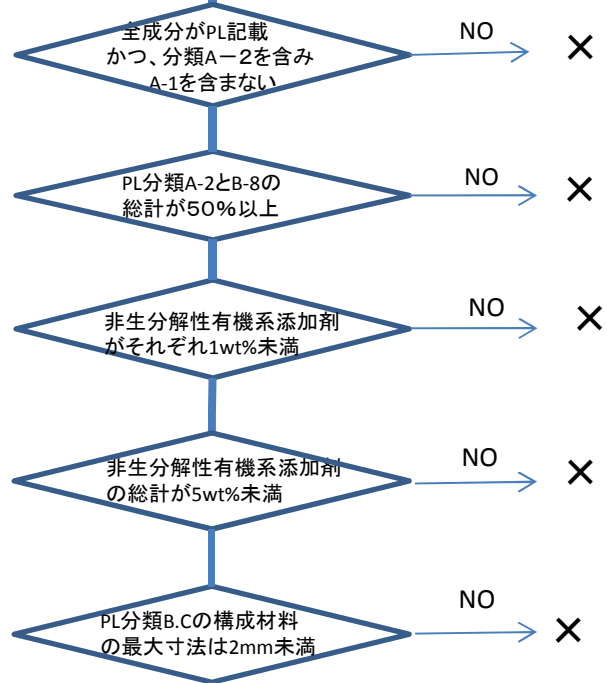 全成分がPL記載
かつ、分類A－２を含み
A-1を含まない
NO
×
PL分類A-2とB-8の
総計が５０％以上
NO
×
非生分解性有機系添加剤
がそれぞれ1wt%未満
NO
×
非生分解性有機系添加剤
の総計が5wt%未満
NO
×
PL分類B.Cの構成材料
の最大寸法は2mm未満
NO
×